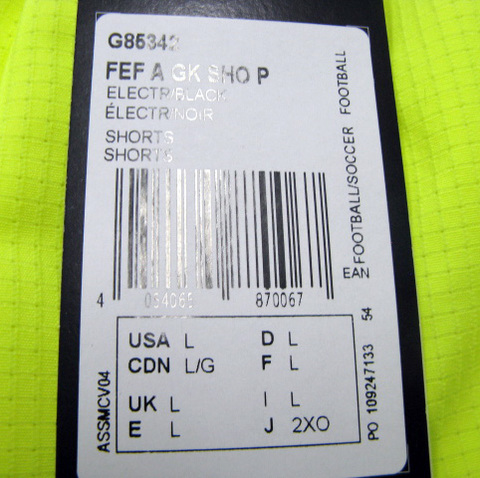 G85342
FEF A GK SHO P
ELECTR/BLACK
ÉLECTR/NOIR
SHORTS
SHORTS
4 054065 870067
EAN
FOOTBALL/SOCCER FOOTBALL
USA L D L
CDN L/G F L
UK L I L
E L J 2XO
ASSMCV04
PO 109247133 54